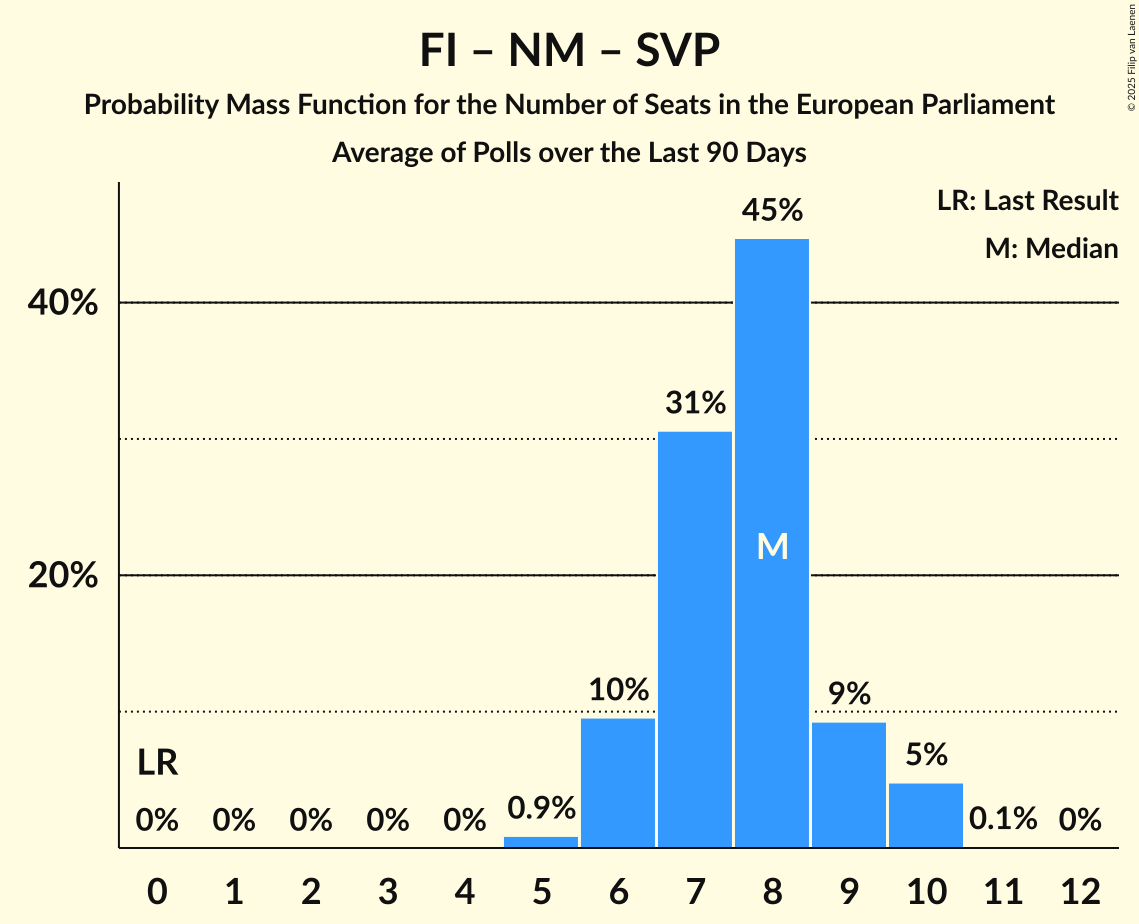 FI – NM – SVP
Probability Mass Function for the Number of Seats in the European Parliament
Average of Polls over the Last 90 Days
© 2025 Filip van Laenen
LR: Last Result
M: Median
45%
40%
31%
M
20%
10%
9%
LR
5%
0% 0% 0% 0% 0% 0.9% 0.1% 0%
0 1 2 3 4 5 6 7 8 9 10 11 12